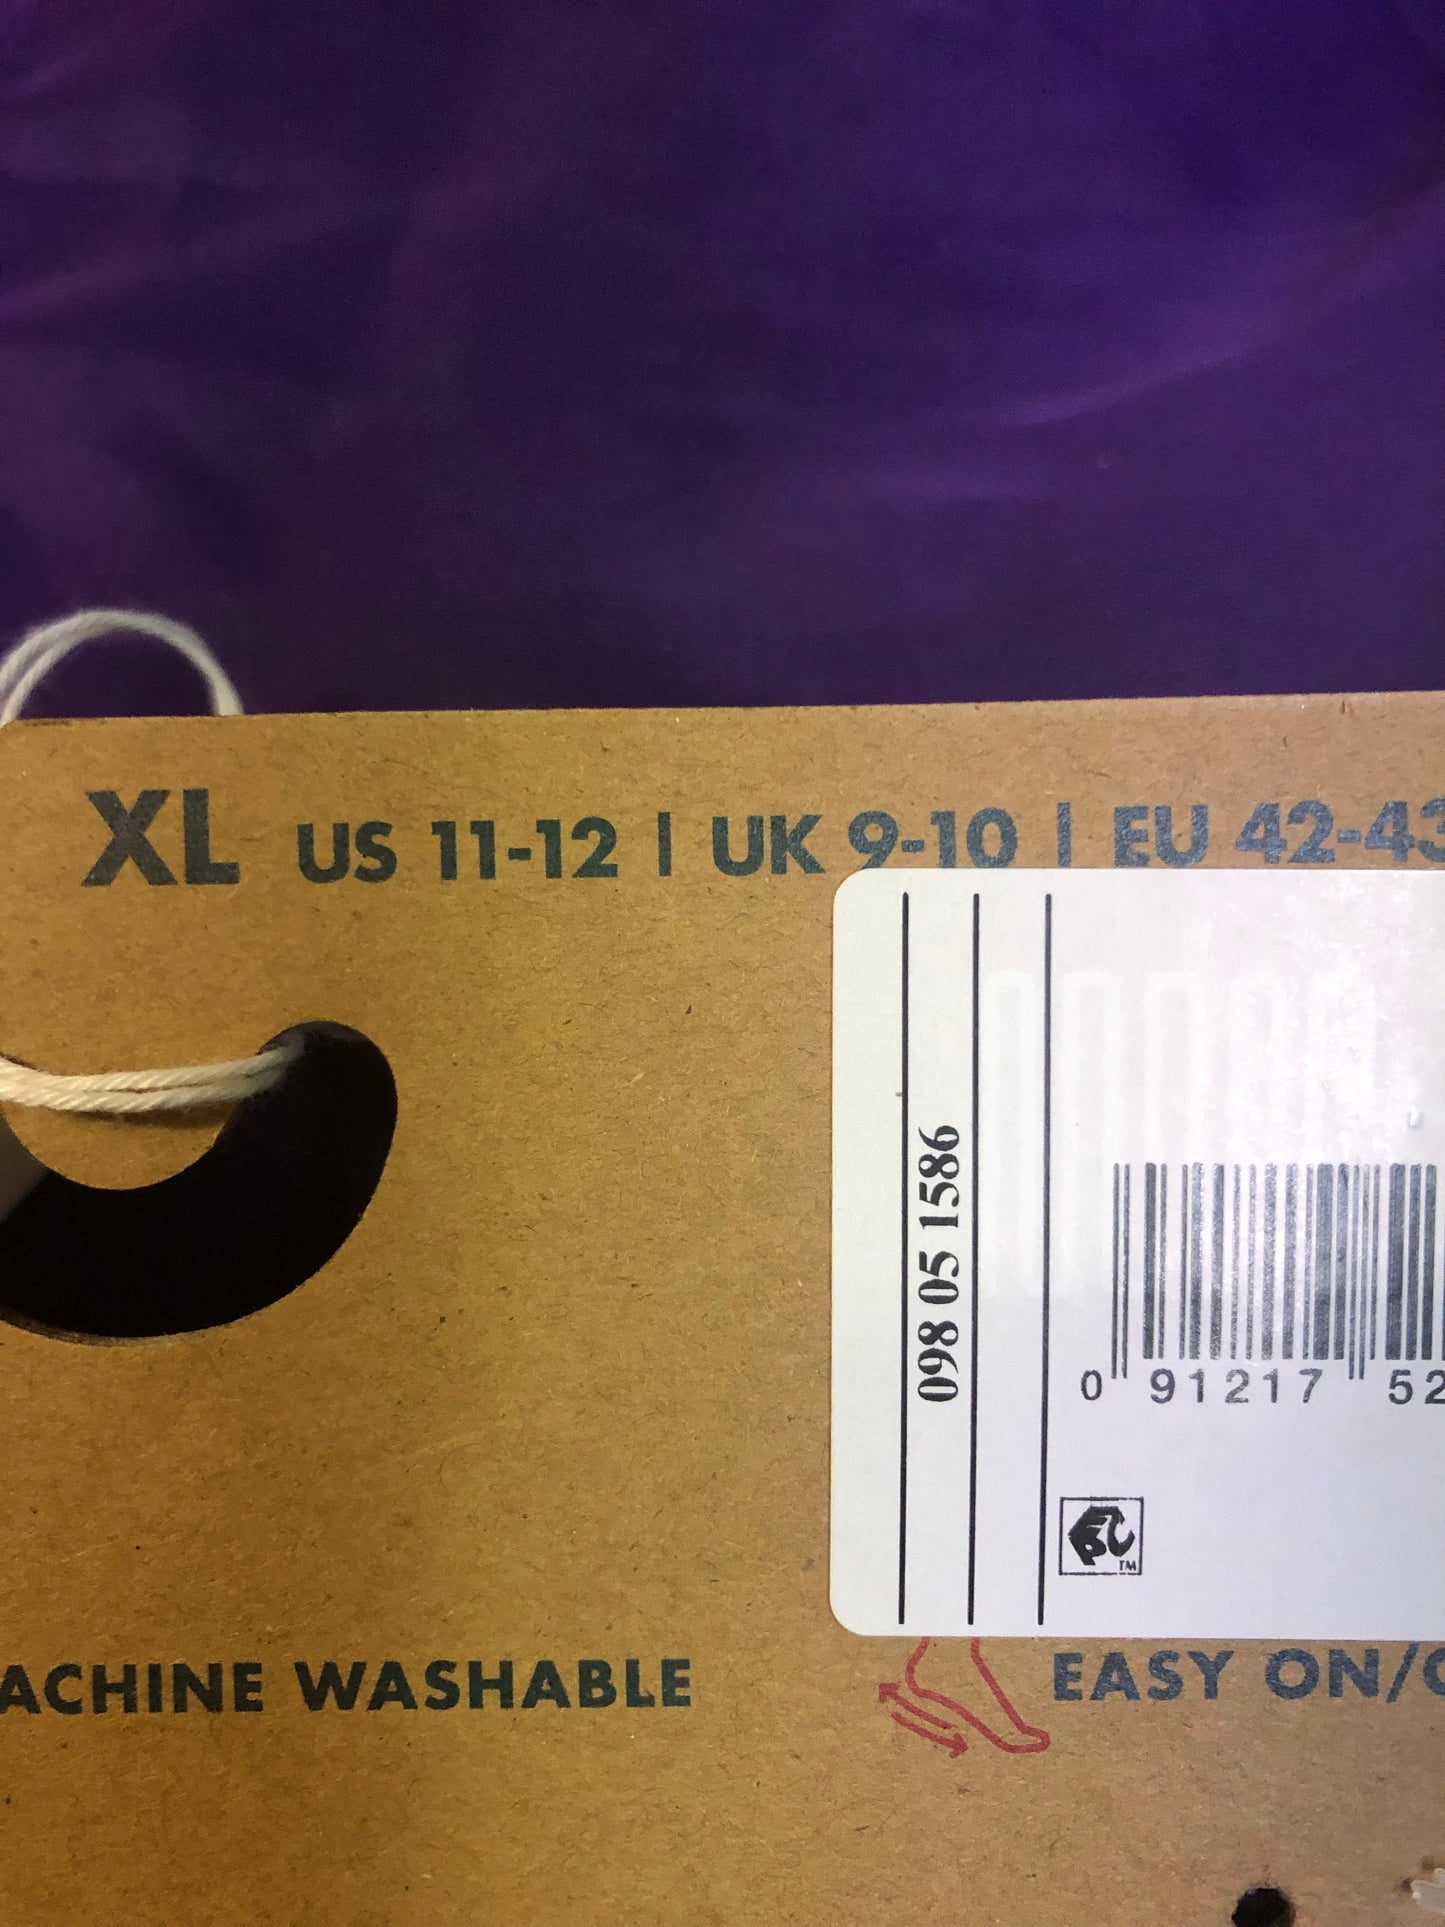 XL US 11-12 | UK 9-10 | EU 42-43
098 05 1586
0 91217 52
TM
ACHINE WASHABLE
EASY ON/